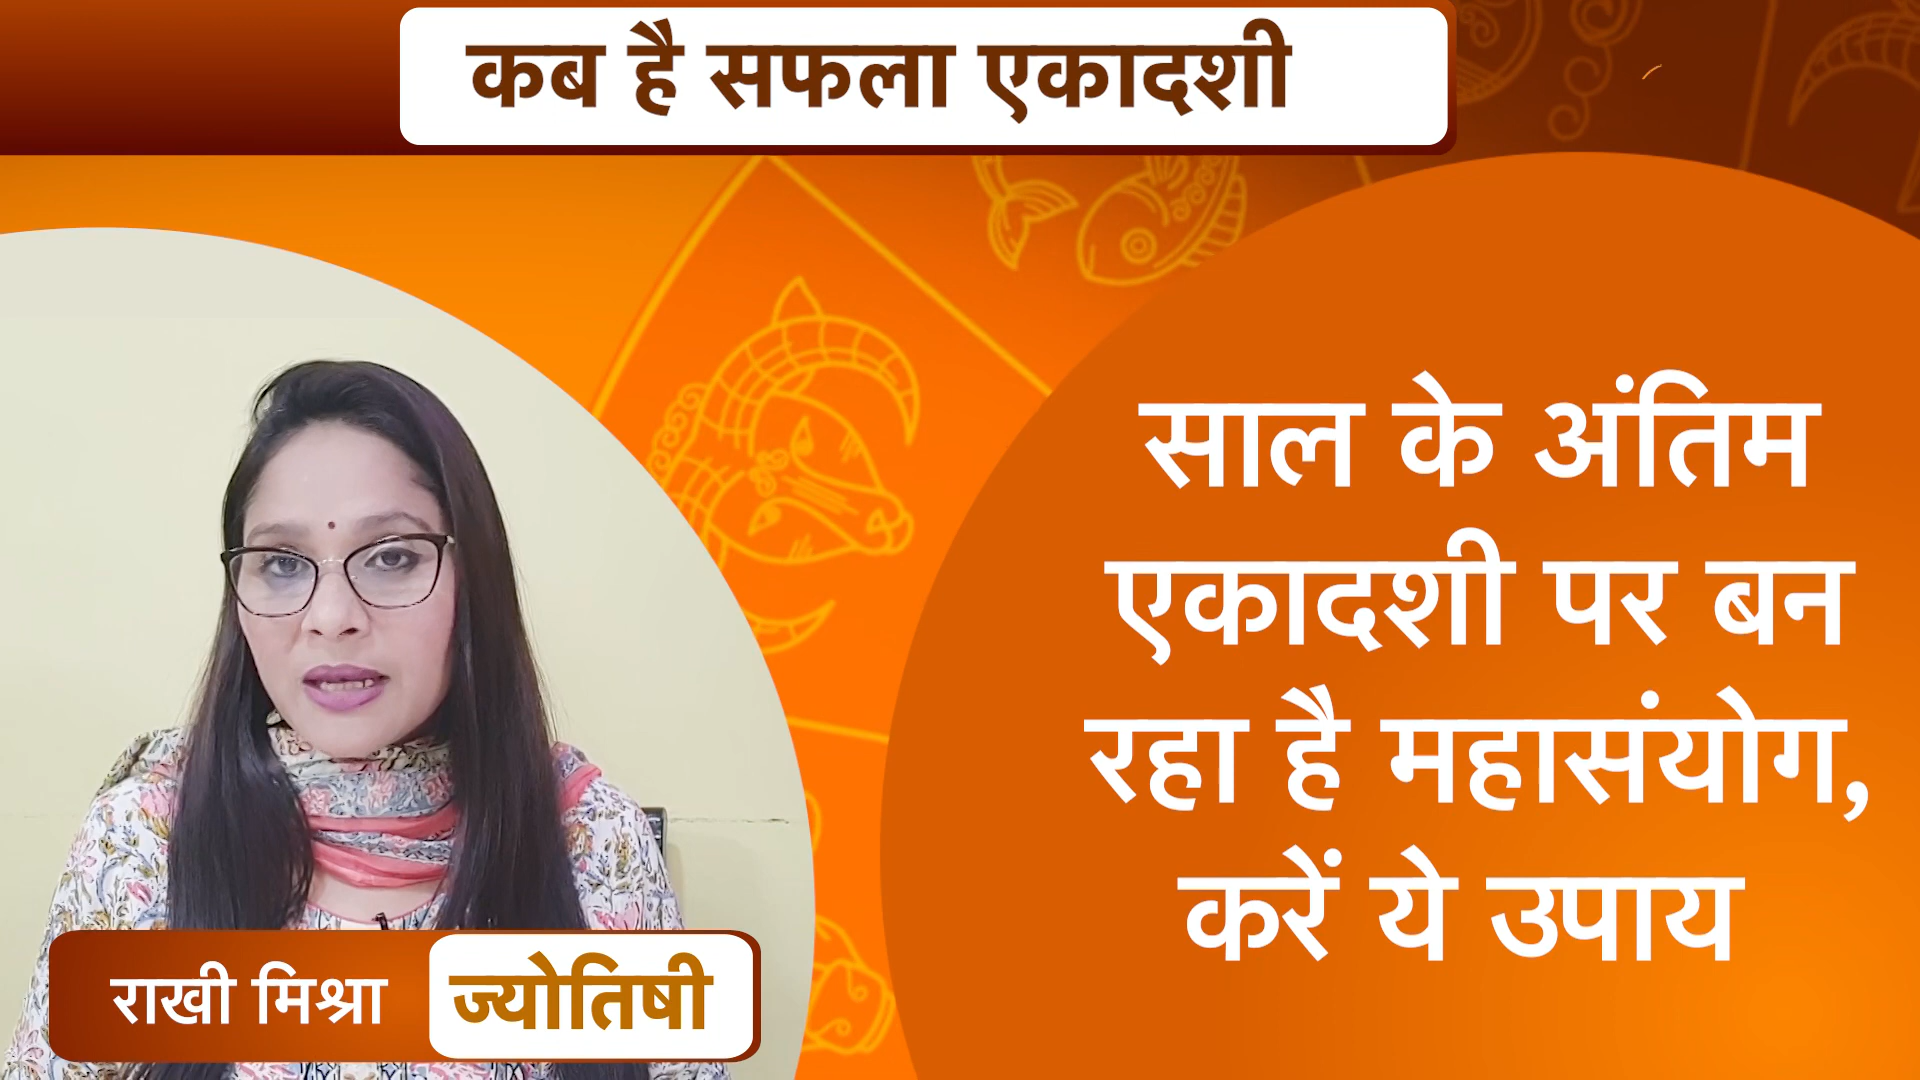 कब है सफला एकादशी
साल के अंतिम
एकादशी पर बन
रहा है महासंयोग,
करें ये उपाय
राखी मिश्रा
ज्योतिषी